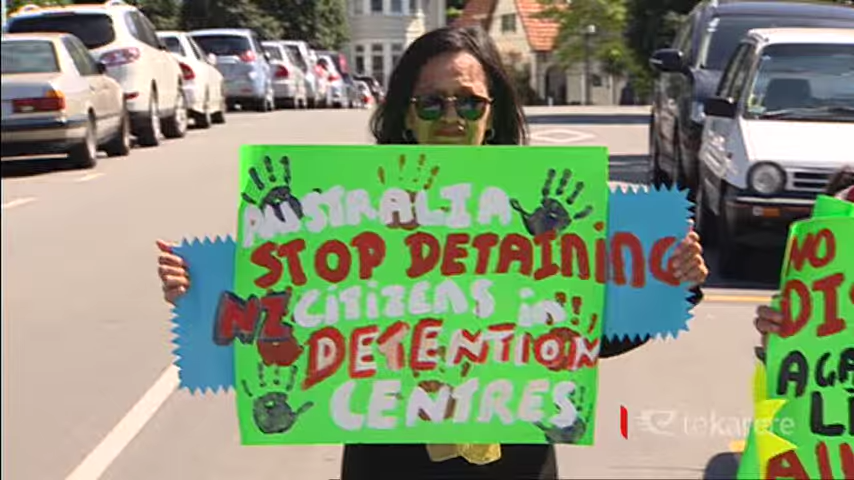 AUSTRALIA
STOP DETAINING
NZ CITIZENS in
DETENTION
CENTRES
NO
AGA
tekarere